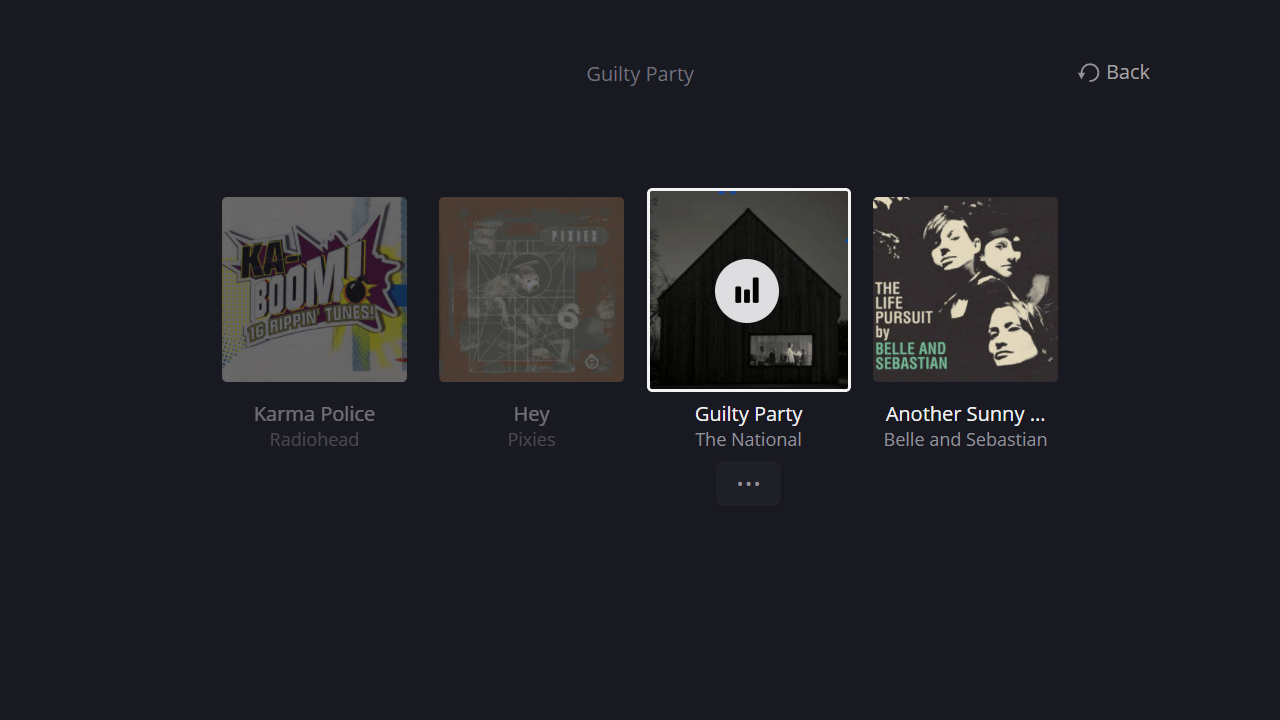 Guilty Party
Back
KA-
BOOM!
16 RIPPIN' TUNES!
PIXIES
6
THE
LIFE
PURSUIT
by
BELLE AND
SEBASTIAN
Karma Police
Radiohead
Hey
Pixies
Guilty Party
The National
Another Sunny ...
Belle and Sebastian